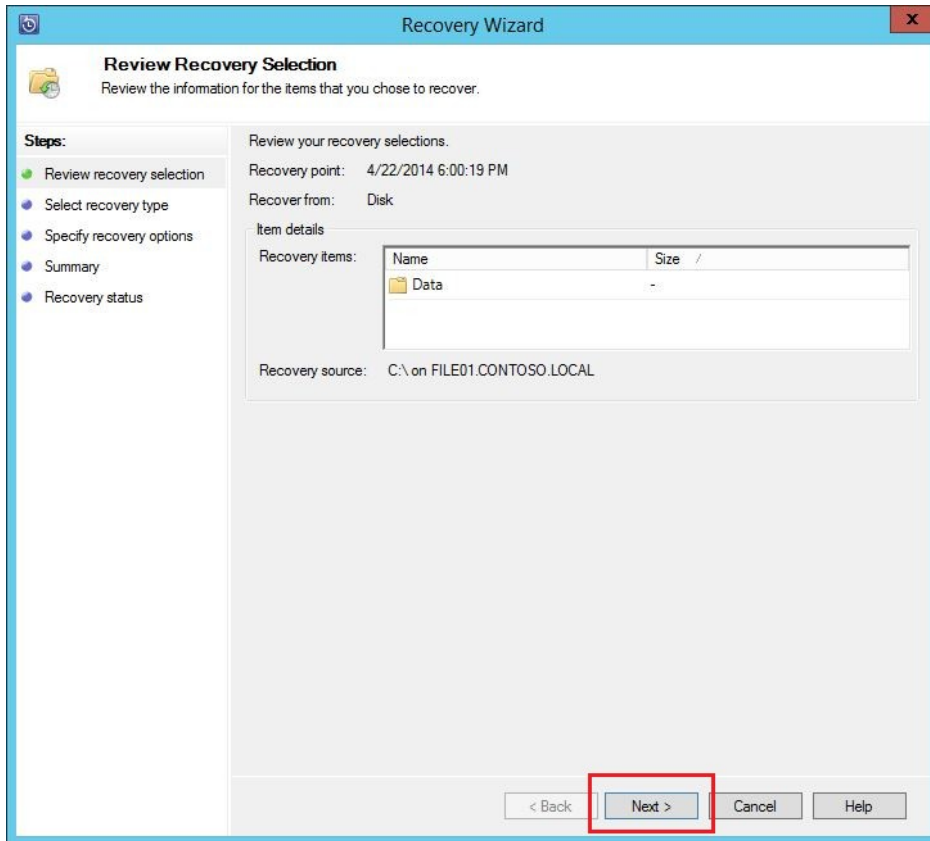 Recovery Wizard
x
Review Recovery Selection
Review the information for the items that you chose to recover.
Steps:
Review recovery selection
Select recovery type
Specify recovery options
Summary
Recovery status
Review your recovery selections.
Recovery point: 4/22/2014 6:00:19 PM
Recover from: Disk
Item details
Recovery items:
Name Size /
Data -
Recovery source: C:\ on FILE01.CONTOSO.LOCAL
< Back Next > Cancel Help